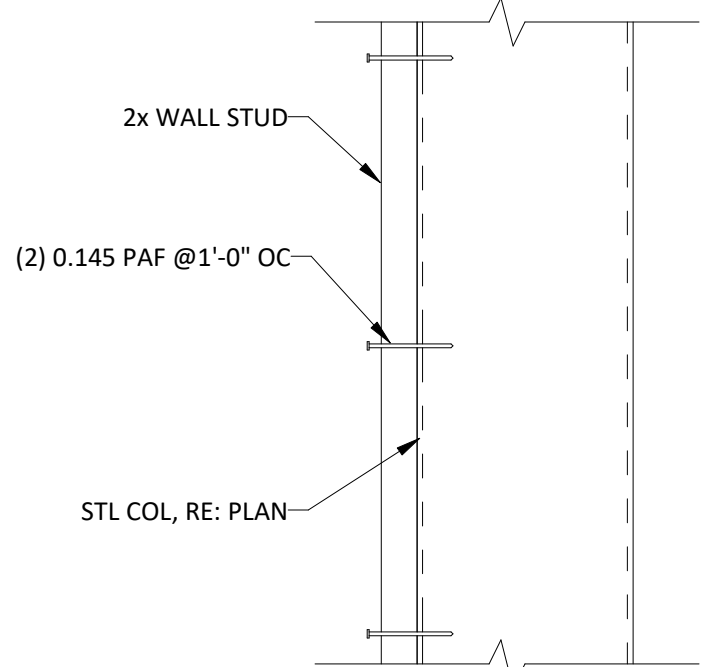 2x WALL STUD
(2) 0.145 PAF @1'-0" OC
STL COL, RE: PLAN